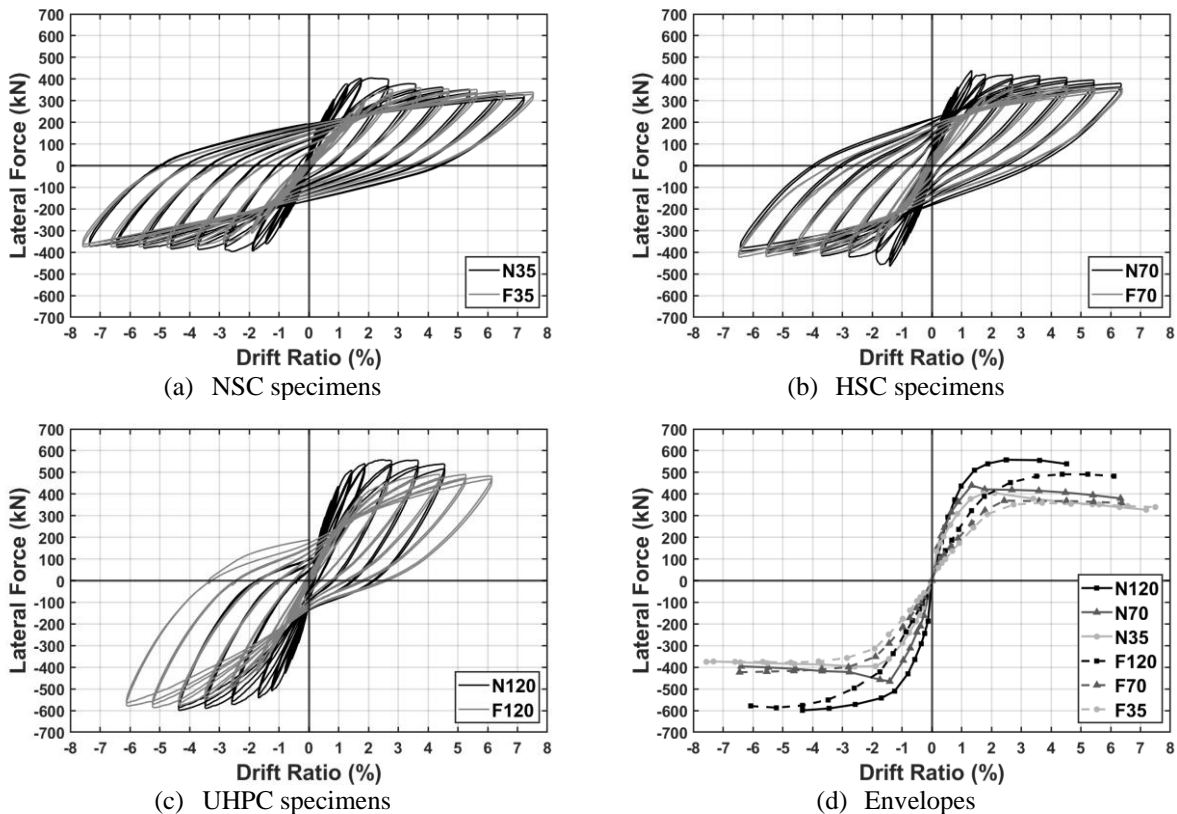 700
600
500
400
300
200
100
0
-100
-200
-300
-400
-500
-600
-700
Lateral Force (kN)
N35
F35
-8 -7 -6 -5 -4 -3 -2 -1 0 1 2 3 4 5 6 7 8
Drift Ratio (%)
(a) NSC specimens
700
600
500
400
300
200
100
0
-100
-200
-300
-400
-500
-600
-700
Lateral Force (kN)
N70
F70
-8 -7 -6 -5 -4 -3 -2 -1 0 1 2 3 4 5 6 7 8
Drift Ratio (%)
(b) HSC specimens
700
600
500
400
300
200
100
0
-100
-200
-300
-400
-500
-600
-700
Lateral Force (kN)
N120
F120
-8 -7 -6 -5 -4 -3 -2 -1 0 1 2 3 4 5 6 7 8
Drift Ratio (%)
(c) UHPC specimens
700
600
500
400
300
200
100
0
-100
-200
-300
-400
-500
-600
-700
Lateral Force (kN)
N120
N70
N35
F120
F70
F35
-8 -7 -6 -5 -4 -3 -2 -1 0 1 2 3 4 5 6 7 8
Drift Ratio (%)
(d) Envelopes